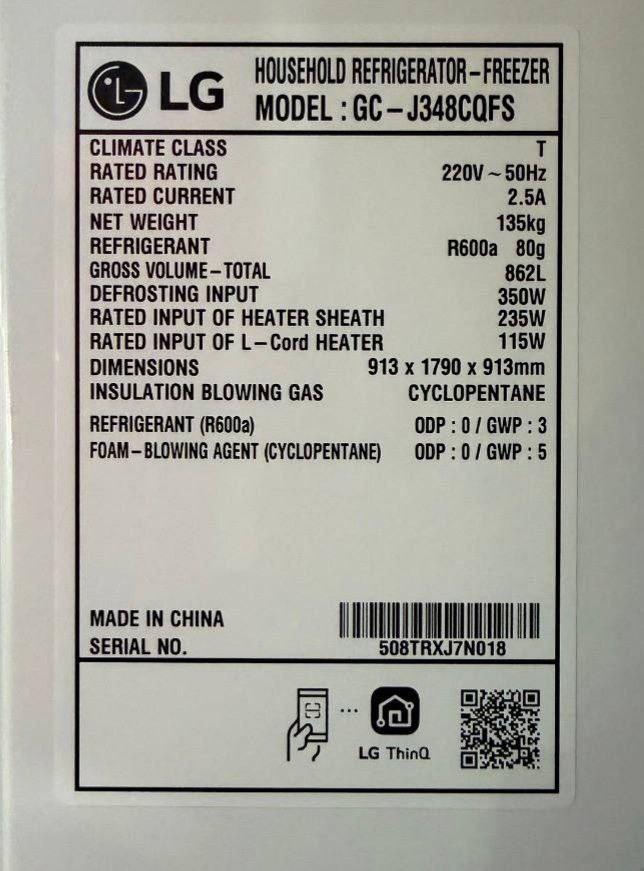 LG
HOUSEHOLD REFRIGERATOR-FREEZER
MODEL : GC-J348CQFS
CLIMATE CLASS T
RATED RATING 220V ~ 50Hz
RATED CURRENT 2.5A
NET WEIGHT 135kg
REFRIGERANT R600a 80g
GROSS VOLUME-TOTAL 862L
DEFROSTING INPUT 350W
RATED INPUT OF HEATER SHEATH 235W
RATED INPUT OF L-Cord HEATER 115W
DIMENSIONS 913 x 1790 x 913mm
INSULATION BLOWING GAS CYCLOPENTANE
REFRIGERANT (R600a) ODP : 0 / GWP : 3
FOAM-BLOWING AGENT (CYCLOPENTANE) ODP : 0 / GWP : 5
MADE IN CHINA
SERIAL NO. 508TRXJ7N018
LG ThinQ